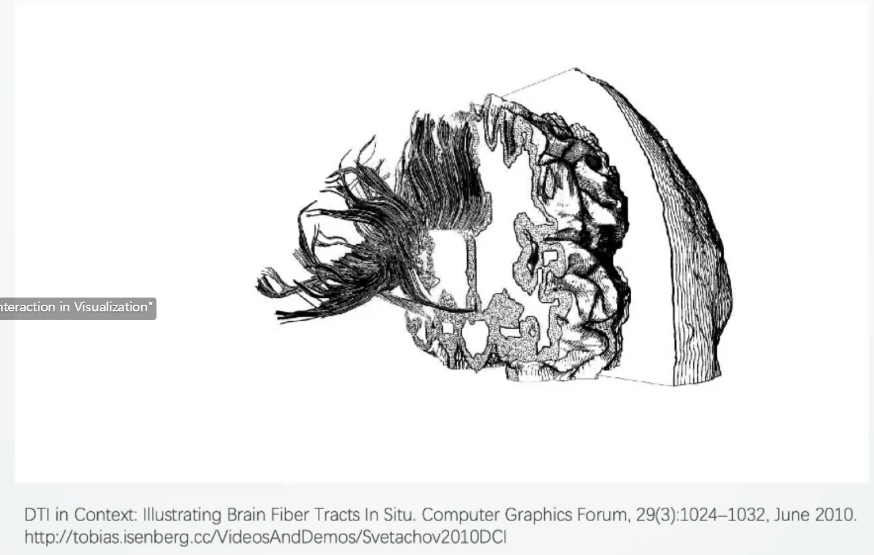 nteraction in Visualization"
DTI in Context: Illustrating Brain Fiber Tracts In Situ. Computer Graphics Forum, 29(3):1024–1032, June 2010.
http://tobias.isenberg.cc/VideosAndDemos/Svetachov2010DCI